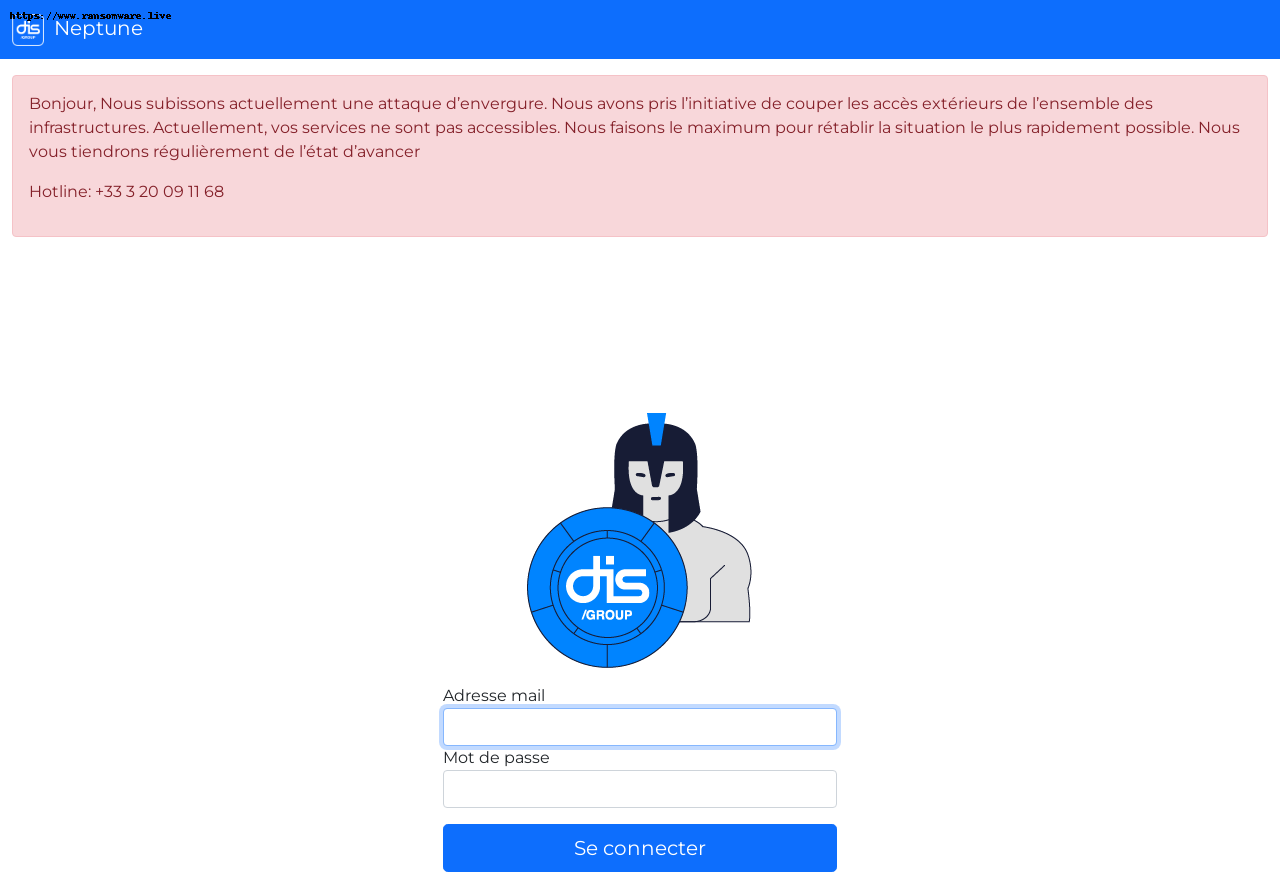 https://www.ransomware.live
dis
GROUP
Neptune
Bonjour, Nous subissons actuellement une attaque d’envergure. Nous avons pris l’initiative de couper les accès extérieurs de l’ensemble des
infrastructures. Actuellement, vos services ne sont pas accessibles. Nous faisons le maximum pour rétablir la situation le plus rapidement possible. Nous
vous tiendrons régulièrement de l’état d’avancer
Hotline: +33 3 20 09 11 68
dis
/GROUP
Adresse mail
Mot de passe
Se connecter